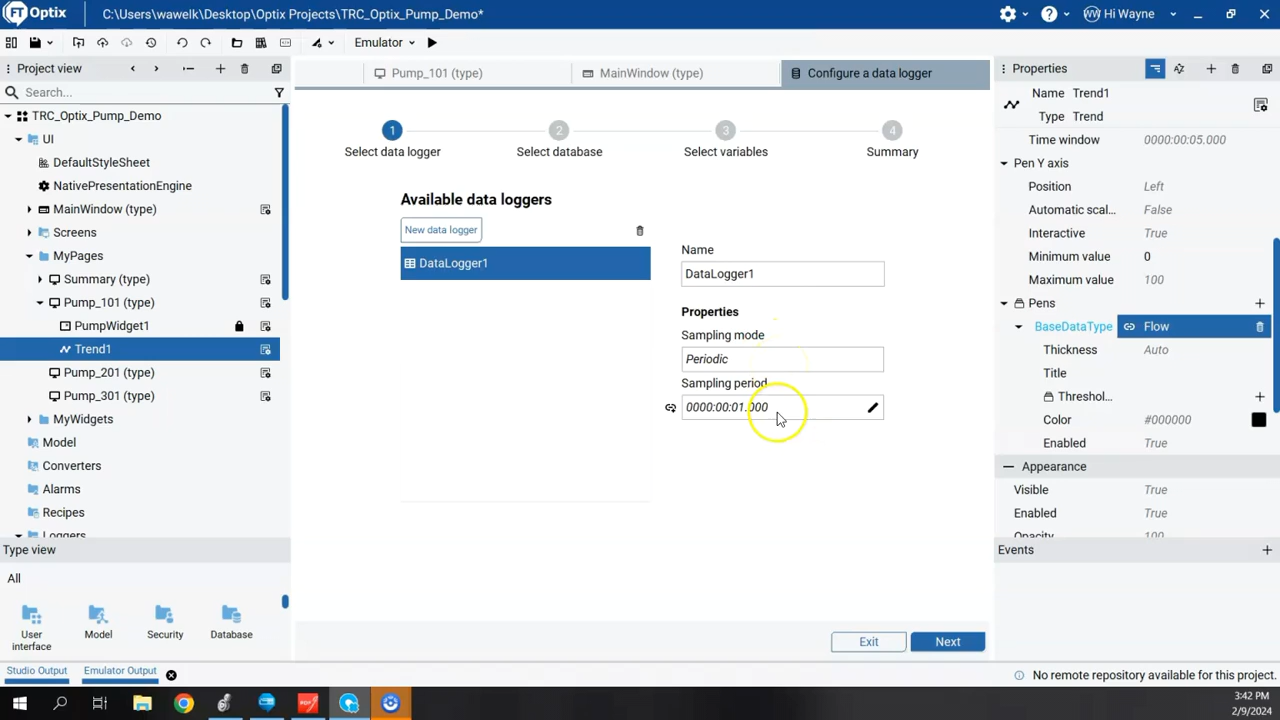 FT Optix
C:\Users\wawelk\Desktop\Optix Projects\TRC_Optix_Pump_Demo*
Hi Wayne
Emulator
Project view
Search...
TRC_Optix_Pump_Demo
UI
DefaultStyleSheet
NativePresentationEngine
MainWindow (type)
Screens
MyPages
Summary (type)
Pump_101 (type)
PumpWidget1
Trend1
Pump_201 (type)
Pump_301 (type)
MyWidgets
Model
Converters
Alarms
Recipes
Loggers
Type view
All
User interface
Model
Security
Database
Pump_101 (type)
MainWindow (type)
Configure a data logger
1
2
3
4
Select data logger
Select database
Select variables
Summary
Available data loggers
New data logger
DataLogger1
Name
DataLogger1
Properties
Sampling mode
Periodic
Sampling period
0000:00:01.000
Exit
Next
Properties
Name Trend1
Type Trend
Time window 0000:00:05.000
Pen Y axis
Position Left
Automatic scal... False
Interactive True
Minimum value 0
Maximum value 100
Pens
BaseDataType Flow
Thickness Auto
Title
Threshol...
Color #000000
Enabled True
Appearance
Visible True
Enabled True
Opacity 100
Events
Studio Output
Emulator Output
No remote repository available for this project.
3:42 PM
2/9/2024